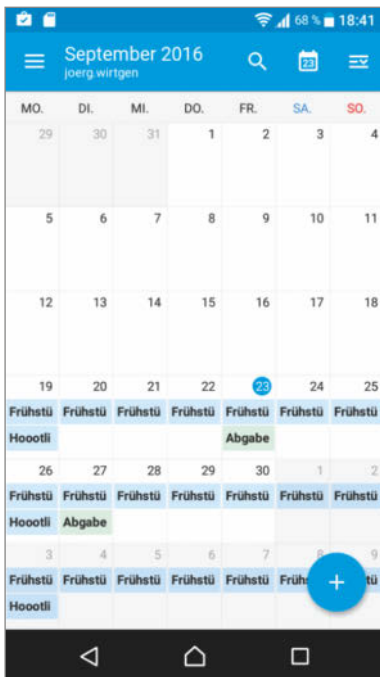 68 % 18:41
September 2016
joerg.wirtgen
23
MO. DI. MI. DO. FR. SA. SO.
29 30 31 1 2 3 4
5 6 7 8 9 10 11
12 13 14 15 16 17 18
19 20 21 22 23 24 25
Frühstü Frühstü Frühstü Frühstü Frühstü Frühstü Frühstü
Hoootli Abgabe
26 27 28 29 30 1 2
Frühstü Frühstü Frühstü Frühstü Frühstü Frühstü Frühstü
Hoootli Abgabe
3 4 5 6 7 8 9
Frühstü Frühstü Frühstü Frühstü Frühstü Früh tü
Hoootli